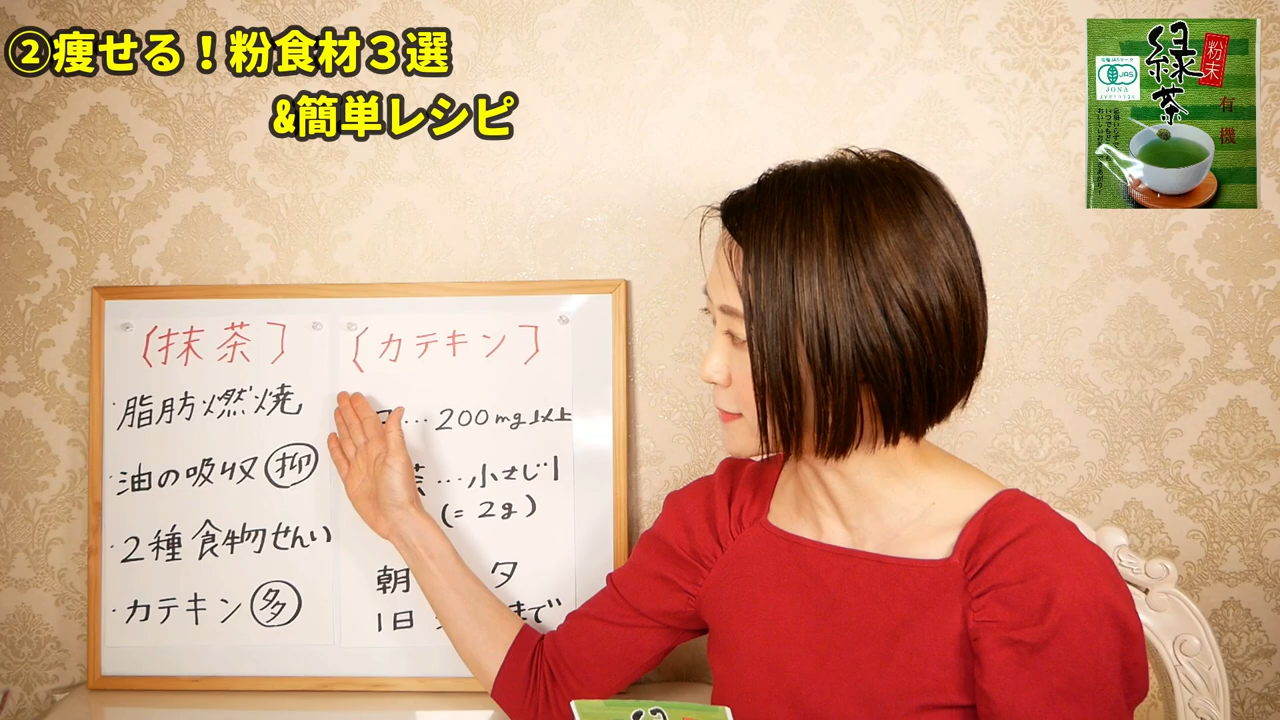 ②痩せる！粉食材３選
&簡単レシピ
緑茶
粉末
有機
JAS
JONA
〔抹茶〕
・脂肪燃焼
・油の吸収 抑
・２種 食物せんい
・カテキン 多
〔カテキン〕
…200mg以上
茶…小さじ1
(=2g)
朝 夕
1日 まで